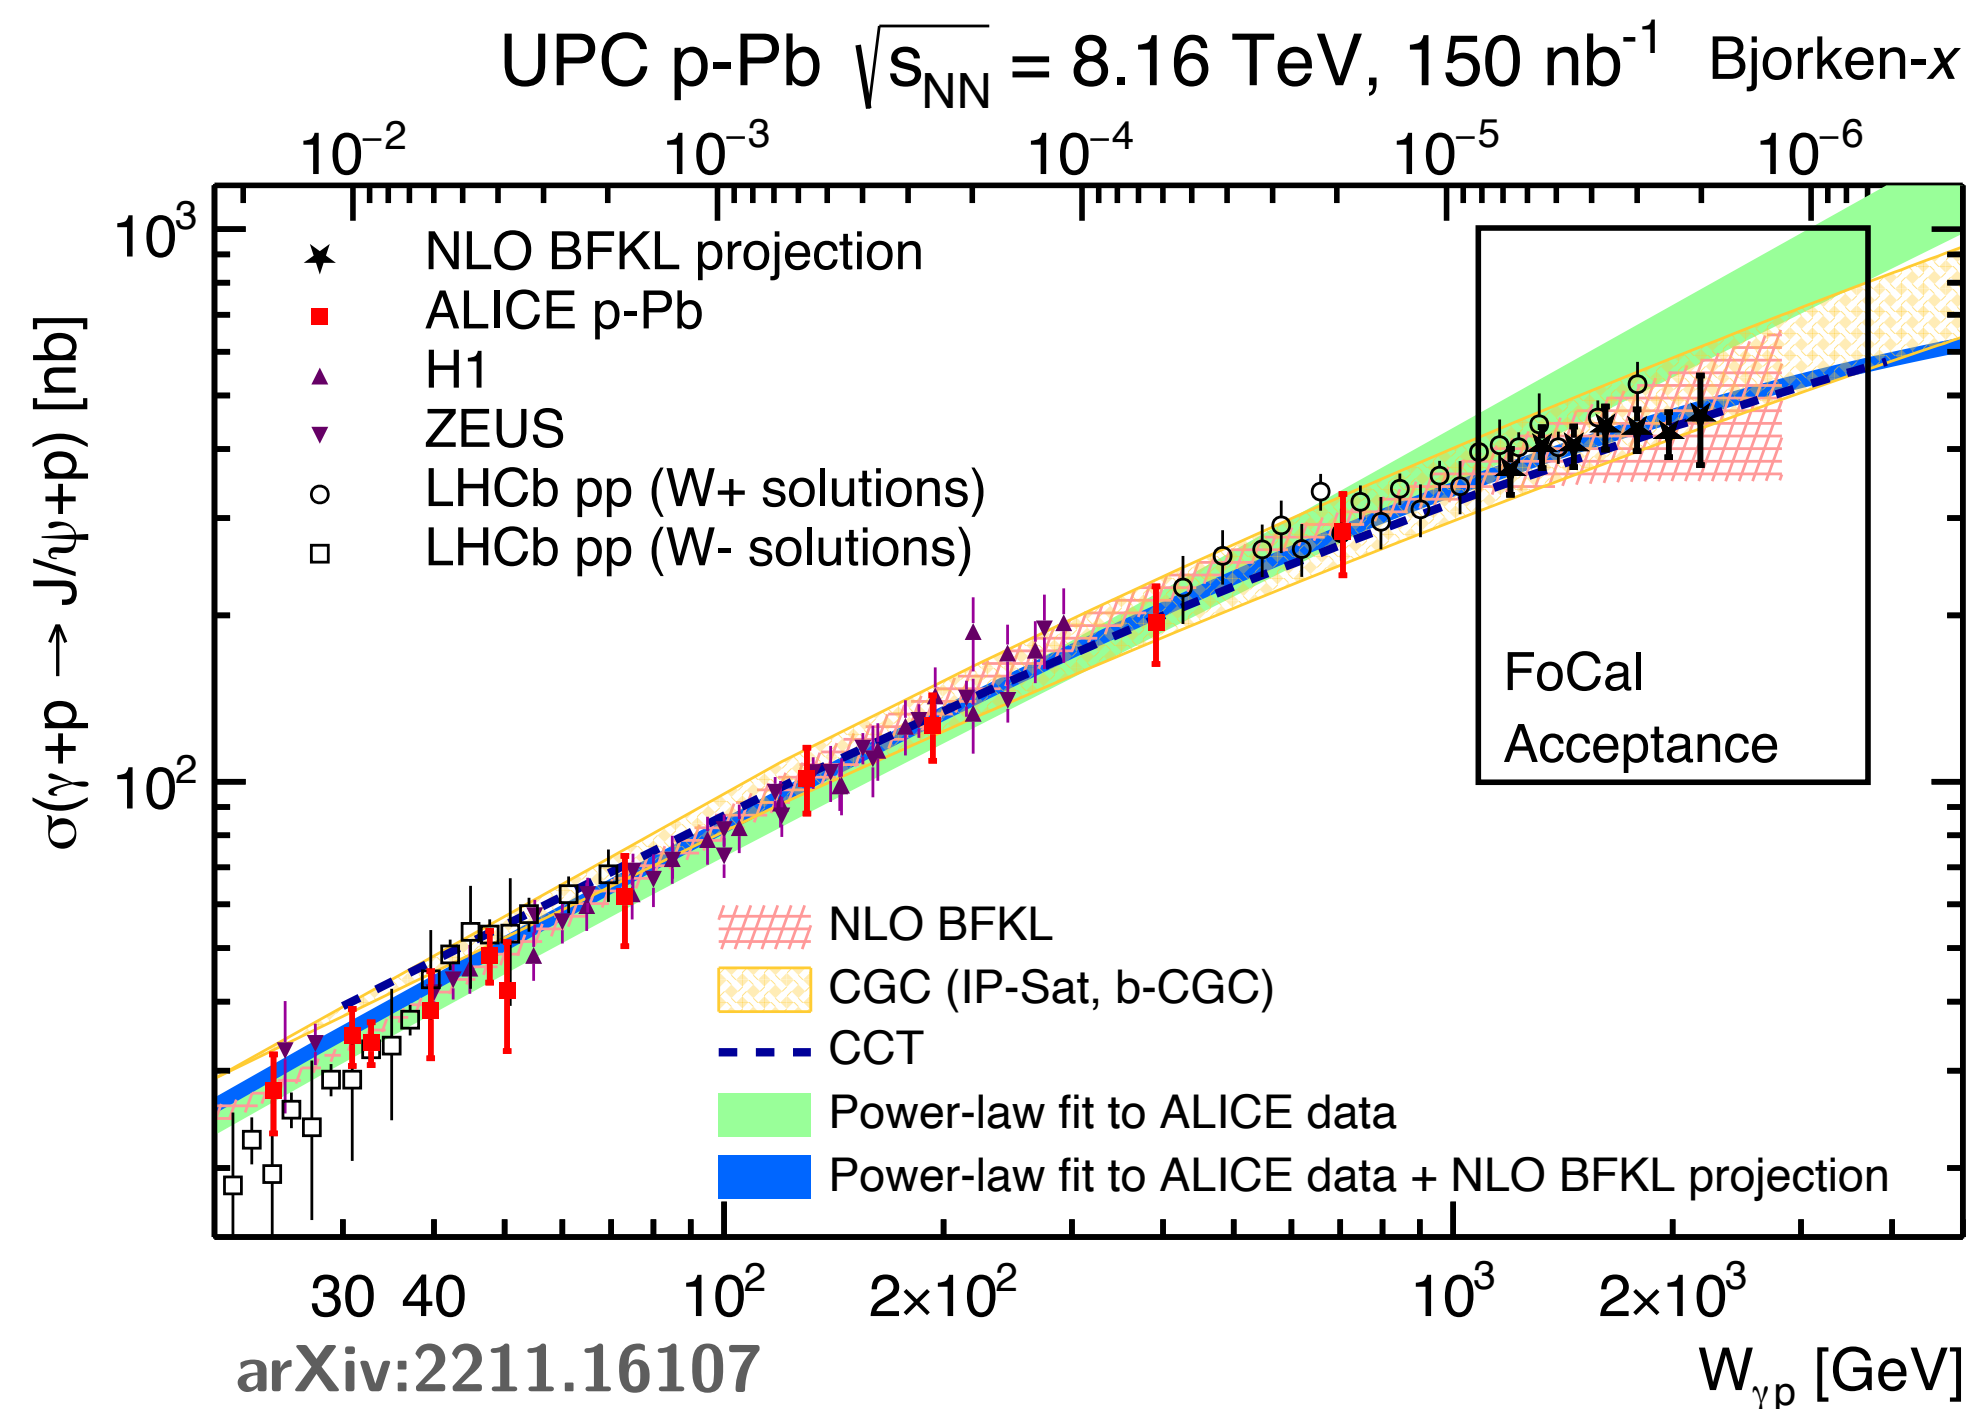 UPC p-Pb √sNN = 8.16 TeV, 150 nb⁻¹ Bjorken-x
10⁻² 10⁻³ 10⁻⁴ 10⁻⁵ 10⁻⁶
10³
10²
σ(γ+p → J/ψ+p) [nb]
NLO BFKL projection
ALICE p-Pb
H1
ZEUS
LHCb pp (W+ solutions)
LHCb pp (W- solutions)
FoCal
Acceptance
NLO BFKL
CGC (IP-Sat, b-CGC)
CCT
Power-law fit to ALICE data
Power-law fit to ALICE data + NLO BFKL projection
30 40 10² 2×10² 10³ 2×10³
arXiv:2211.16107
Wγp [GeV]